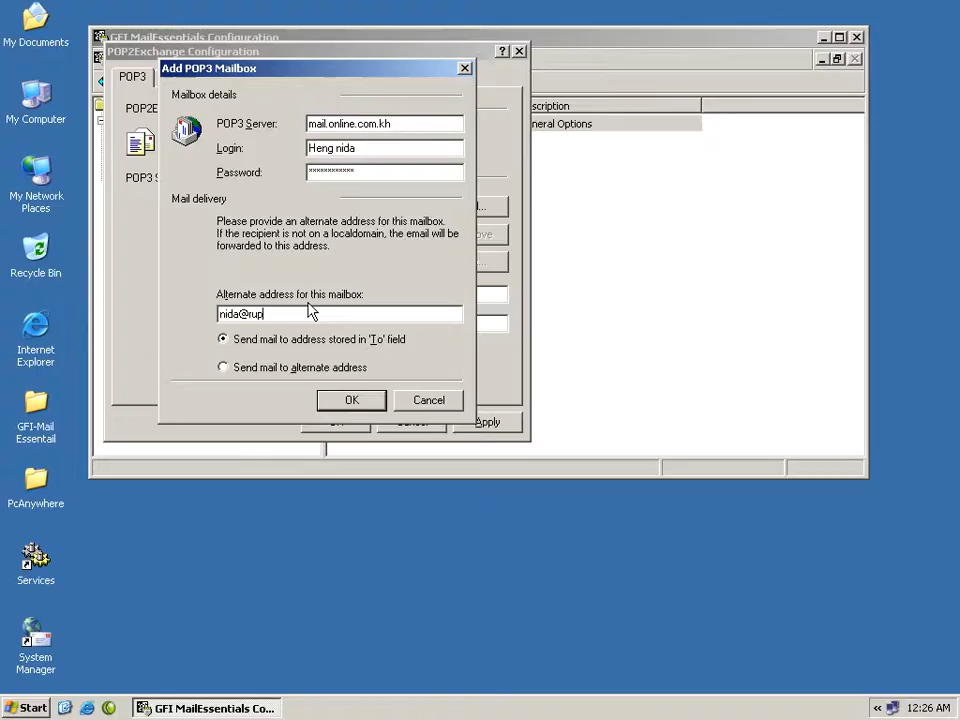 My Documents
My Computer
My Network Places
Recycle Bin
Internet Explorer
GFI-Mail Essentail
PcAnywhere
Services
System Manager
GFI MailEssentials Configuration
POP2Exchange Configuration
Add POP3 Mailbox
POP3
POP2E
POP3 S
Mailbox details
POP3 Server:
mail.online.com.kh
Login:
Heng nida
Password:
************
Mail delivery
Please provide an alternate address for this mailbox.
If the recipient is not on a localdomain, the email will be
forwarded to this address.
Alternate address for this mailbox:
nida@rup
Send mail to address stored in 'To' field
Send mail to alternate address
OK
Cancel
Apply
scription
neral Options
Start
GFI MailEssentials Co...
12:26 AM